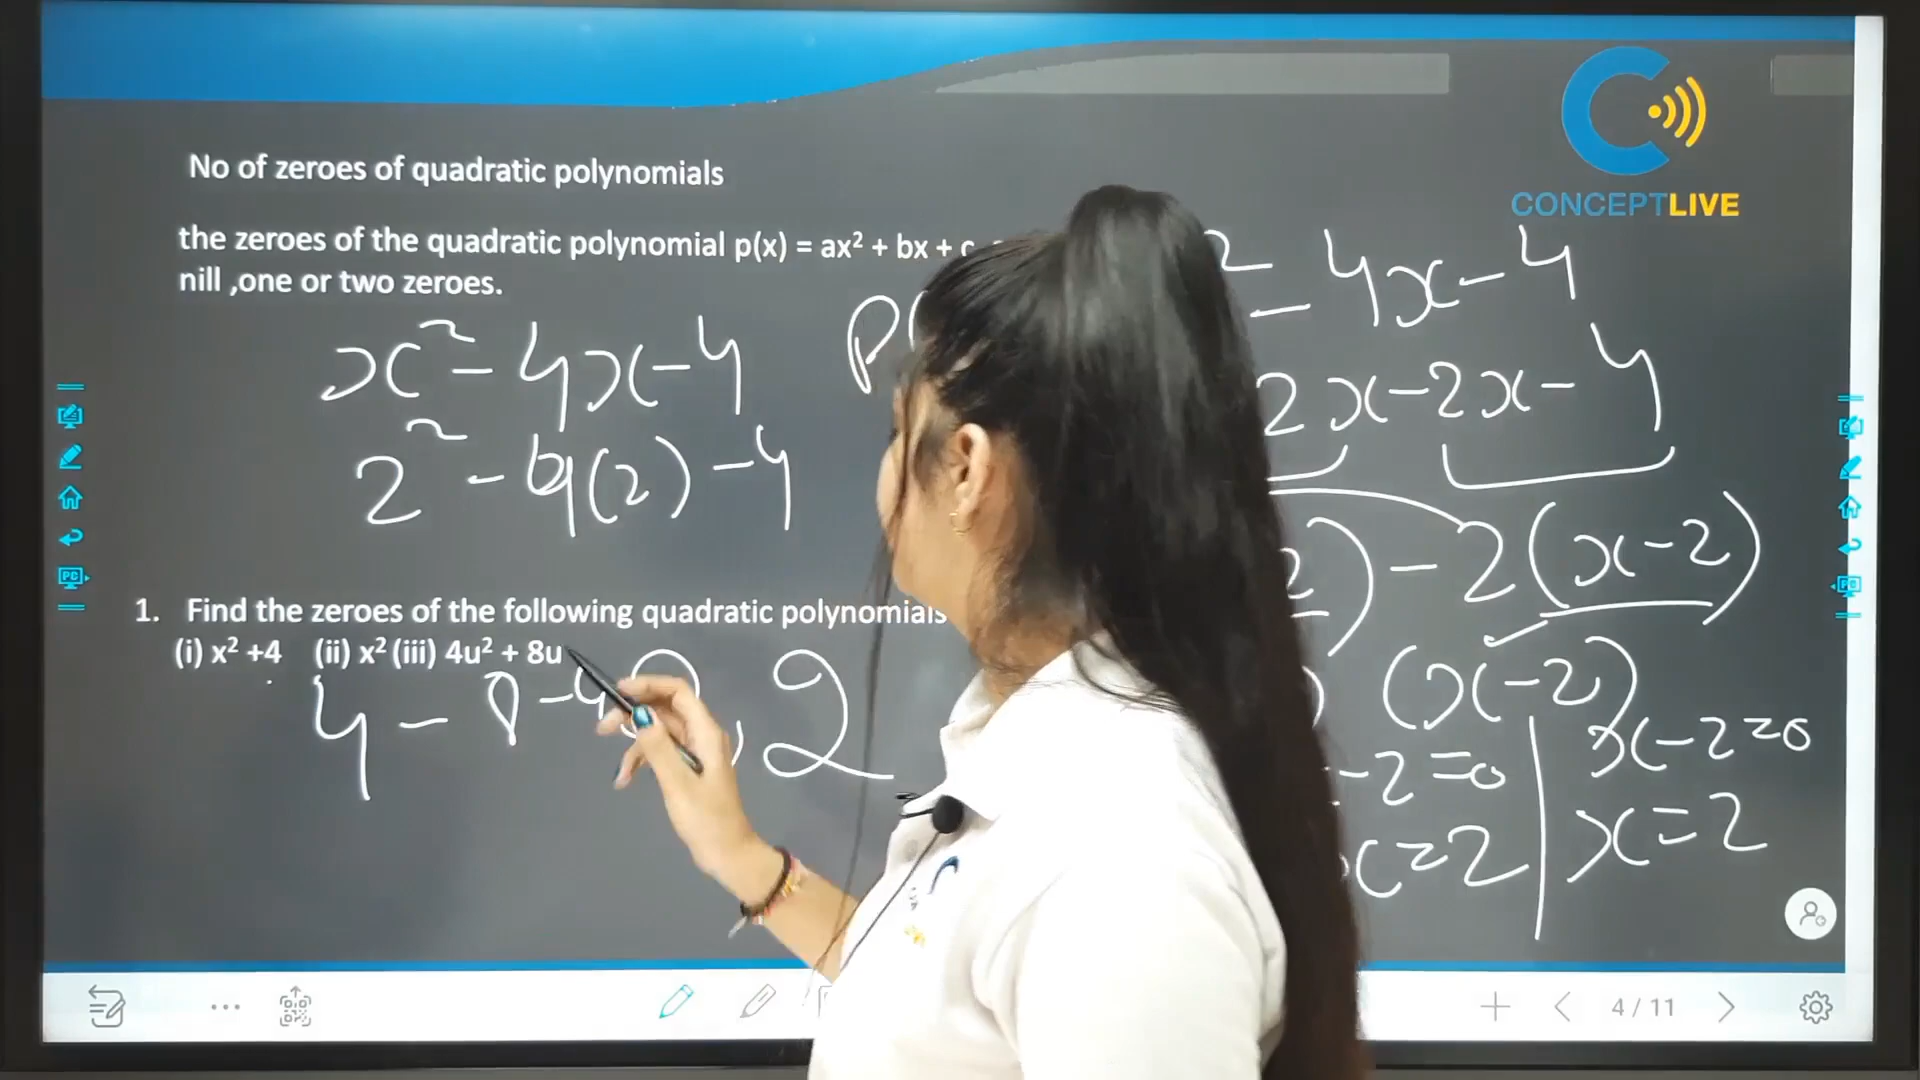 CONCEPTLIVE
No of zeroes of quadratic polynomials
the zeroes of the quadratic polynomial p(x) = ax² + bx + c
nill ,one or two zeroes.
x² - 4x - 4
2² - 4(2) - 4
P(
² - 4x - 4
2x - 2x - 4
2) - 2(x - 2)
(x - 2)
- 2 = 0
x - 2 = 0
x = 2
x = 2
1. Find the zeroes of the following quadratic polynomials
(i) x² +4 (ii) x² (iii) 4u² + 8u
4 - 8 - 4
, 2
4 / 11